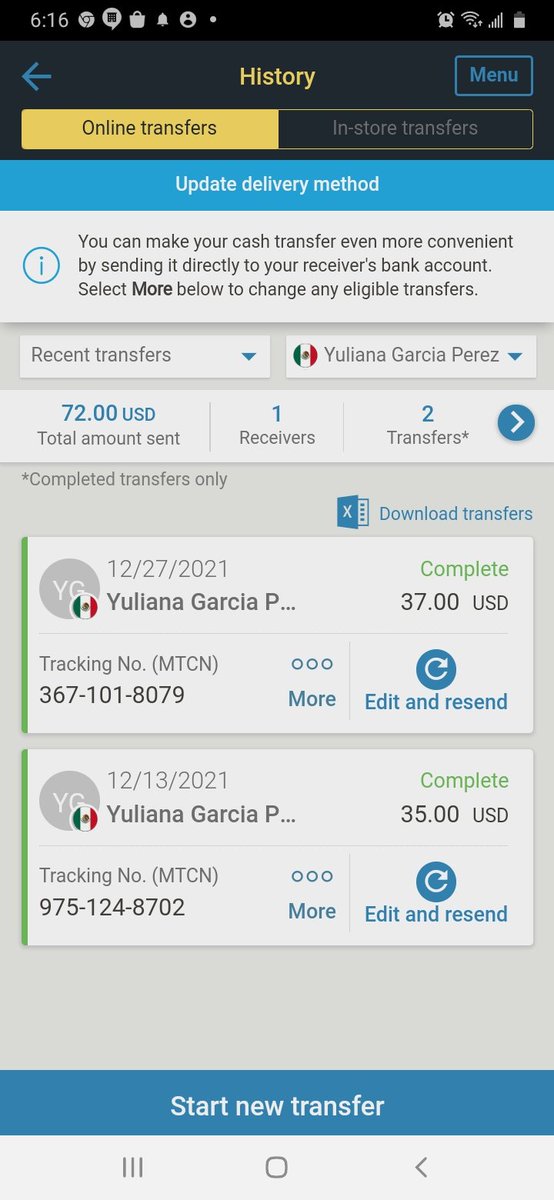 6:16
History
Menu
Online transfers
In-store transfers
Update delivery method
You can make your cash transfer even more convenient
by sending it directly to your receiver's bank account.
Select More below to change any eligible transfers.
Recent transfers
Yuliana Garcia Perez
72.00 USD
Total amount sent
1
Receivers
2
Transfers*
*Completed transfers only
X
Download transfers
YG
12/27/2021
Complete
Yuliana Garcia P...
37.00 USD
Tracking No. (MTCN)
367-101-8079
More
Edit and resend
YG
12/13/2021
Complete
Yuliana Garcia P...
35.00 USD
Tracking No. (MTCN)
975-124-8702
More
Edit and resend
Start new transfer